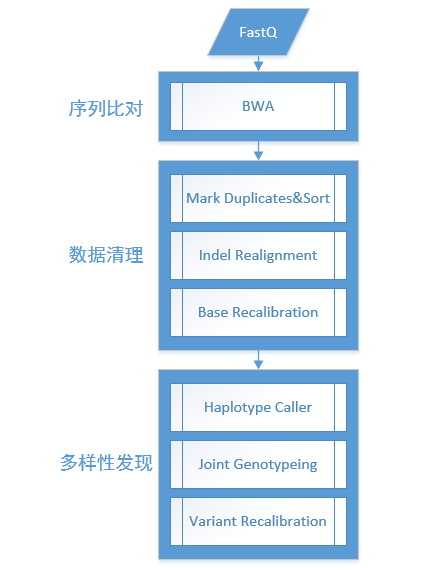 FastQ
序列比对
BWA
数据清理
Mark Duplicates&Sort
Indel Realignment
Base Recalibration
多样性发现
Haplotype Caller
Joint Genotypeing
Variant Recalibration